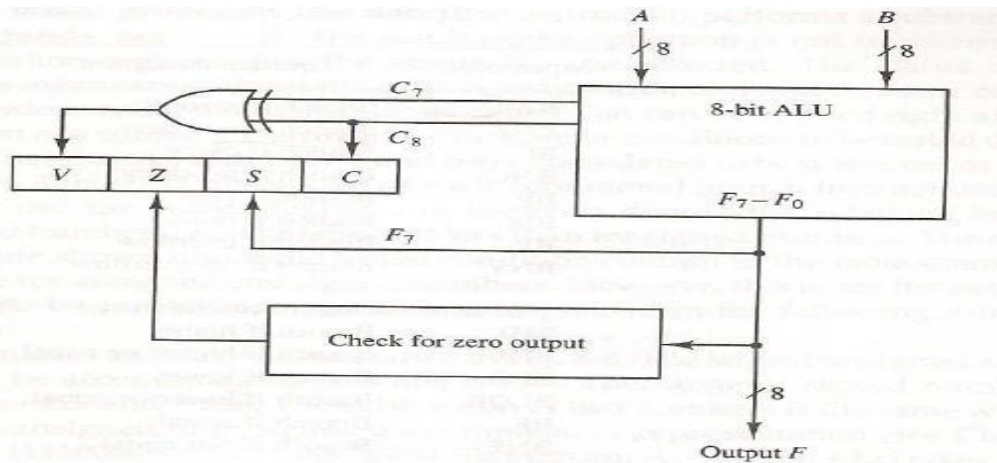 A B
8 8
C₇
8-bit ALU
C₈
V Z S C
F₇ – F₀
F₇
Check for zero output
8
Output F